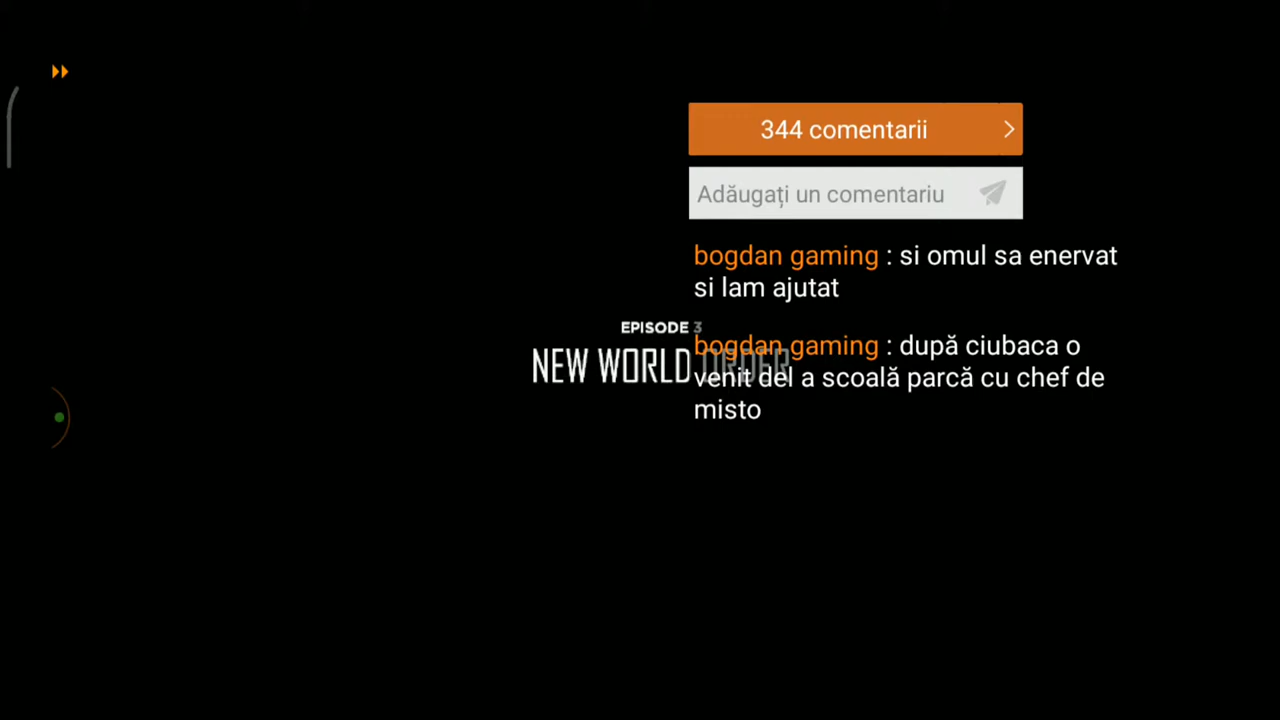 344 comentarii
Adăugați un comentariu
bogdan gaming : si omul sa enervat
si lam ajutat
EPISODE 3
NEW WORLD ORDER
bogdan gaming : după ciubaca o
venit del a scoală parcă cu chef de
misto